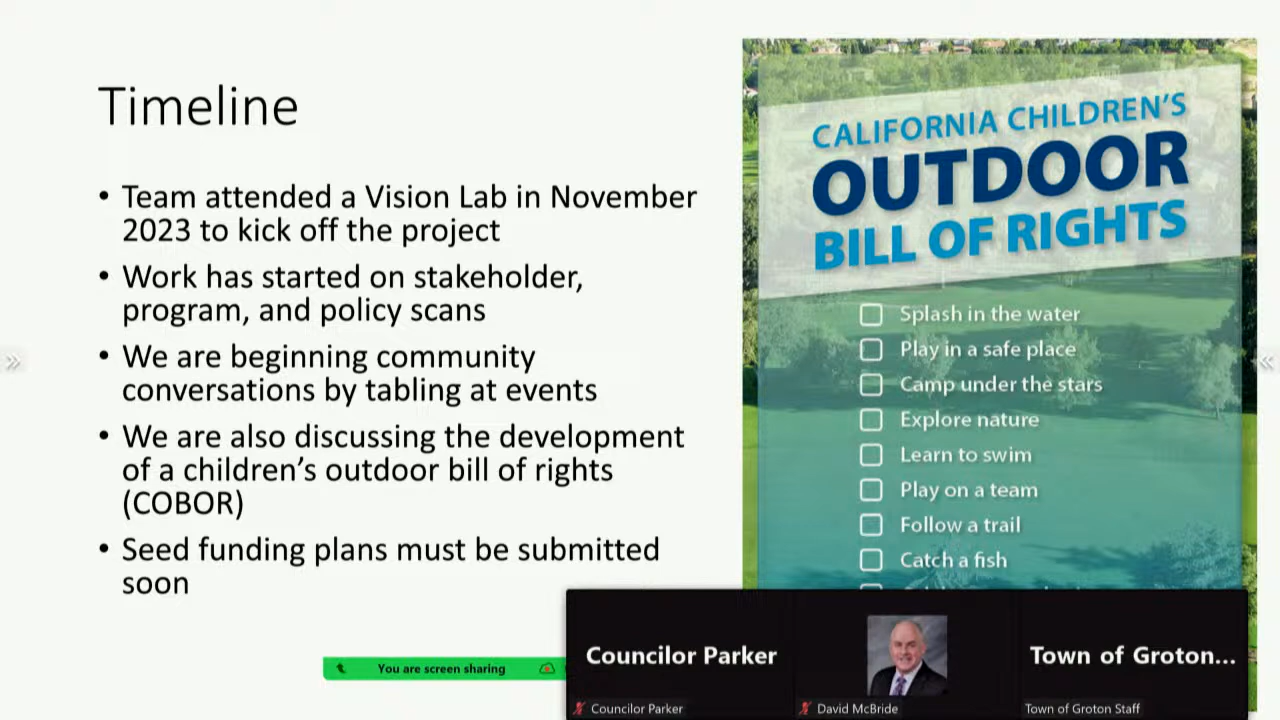 Timeline
• Team attended a Vision Lab in November
2023 to kick off the project
• Work has started on stakeholder,
program, and policy scans
• We are beginning community
conversations by tabling at events
• We are also discussing the development
of a children's outdoor bill of rights
(COBOR)
• Seed funding plans must be submitted
soon
CALIFORNIA CHILDREN'S
OUTDOOR
BILL OF RIGHTS
Splash in the water
Play in a safe place
Camp under the stars
Explore nature
Learn to swim
Play on a team
Follow a trail
Catch a fish
You are screen sharing
Councilor Parker
Town of Groton...
Councilor Parker
David McBride
Town of Groton Staff